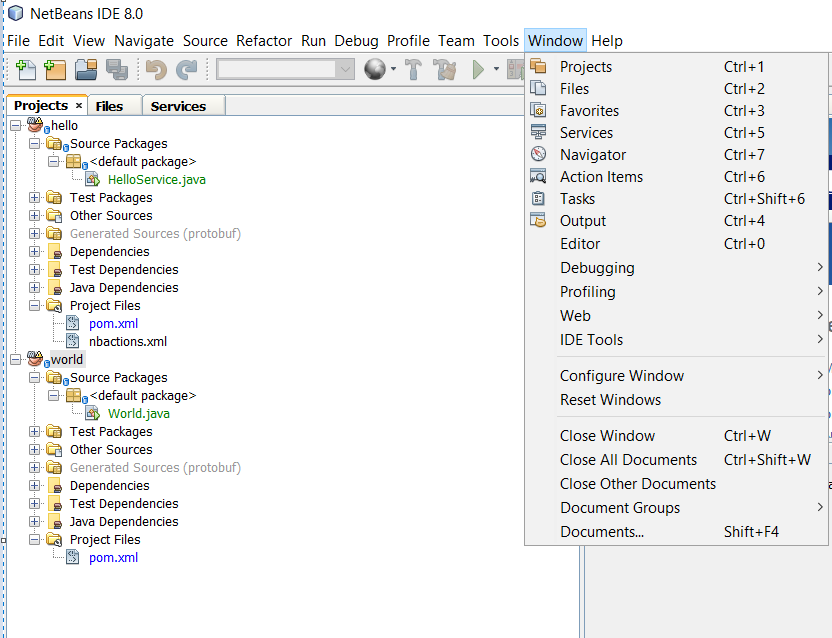 NetBeans IDE 8.0
File Edit View Navigate Source Refactor Run Debug Profile Team Tools Window Help
Projects × Files Services
hello
Source Packages
<default package>
HelloService.java
Test Packages
Other Sources
Generated Sources (protobuf)
Dependencies
Test Dependencies
Java Dependencies
Project Files
pom.xml
nbactions.xml
world
Source Packages
<default package>
World.java
Test Packages
Other Sources
Generated Sources (protobuf)
Dependencies
Test Dependencies
Java Dependencies
Project Files
pom.xml
Projects Ctrl+1
Files Ctrl+2
Favorites Ctrl+3
Services Ctrl+5
Navigator Ctrl+7
Action Items Ctrl+6
Tasks Ctrl+Shift+6
Output Ctrl+4
Editor Ctrl+0
Debugging
Profiling
Web
IDE Tools
Configure Window
Reset Windows
Close Window Ctrl+W
Close All Documents Ctrl+Shift+W
Close Other Documents
Document Groups
Documents... Shift+F4